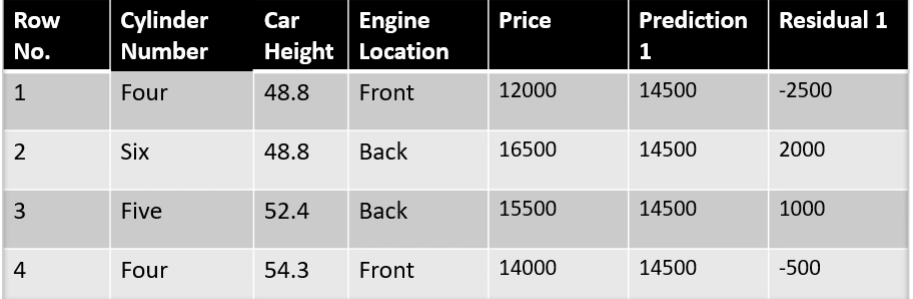 Row No. Cylinder Number Car Height Engine Location Price Prediction 1 Residual 1
1 Four 48.8 Front 12000 14500 -2500
2 Six 48.8 Back 16500 14500 2000
3 Five 52.4 Back 15500 14500 1000
4 Four 54.3 Front 14000 14500 -500